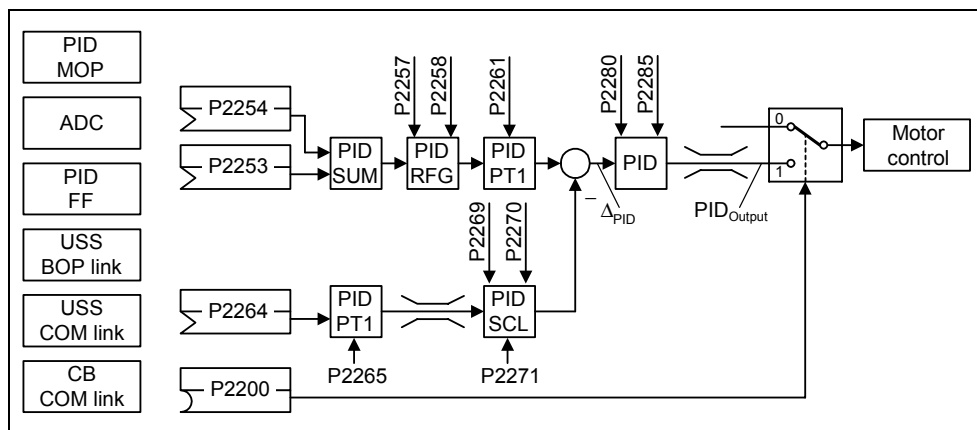 PID
MOP
ADC
PID
FF
USS
BOP link
USS
COM link
CB
COM link
P2254
P2253
P2264
P2200
P2257
P2258
P2261
P2280
P2285
PID
SUM
PID
RFG
PID
PT1
PID
0
1
Motor
control
− ΔPID
PIDOutput
P2269
P2270
PID
PT1
PID
SCL
P2265
P2271